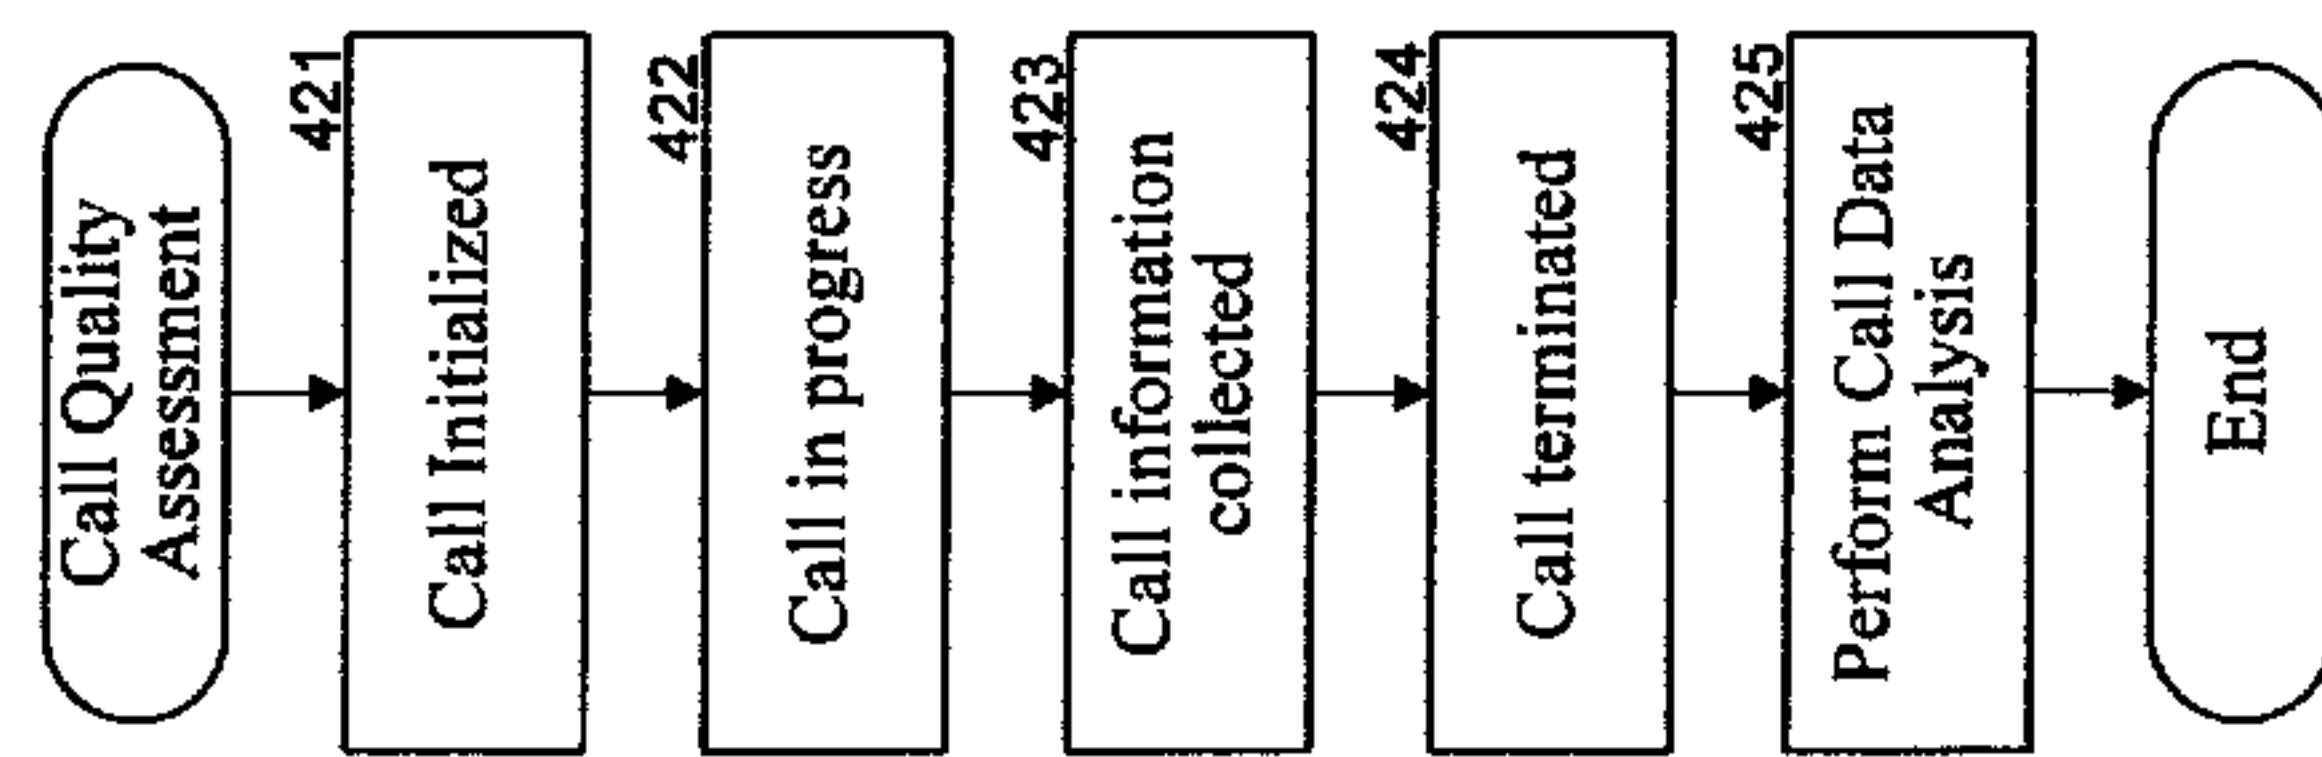 Call Quality
Assessment
421
Call Initialized
422
Call in progress
423
Call information
collected
424
Call terminated
425
Perform Call Data
Analysis
End